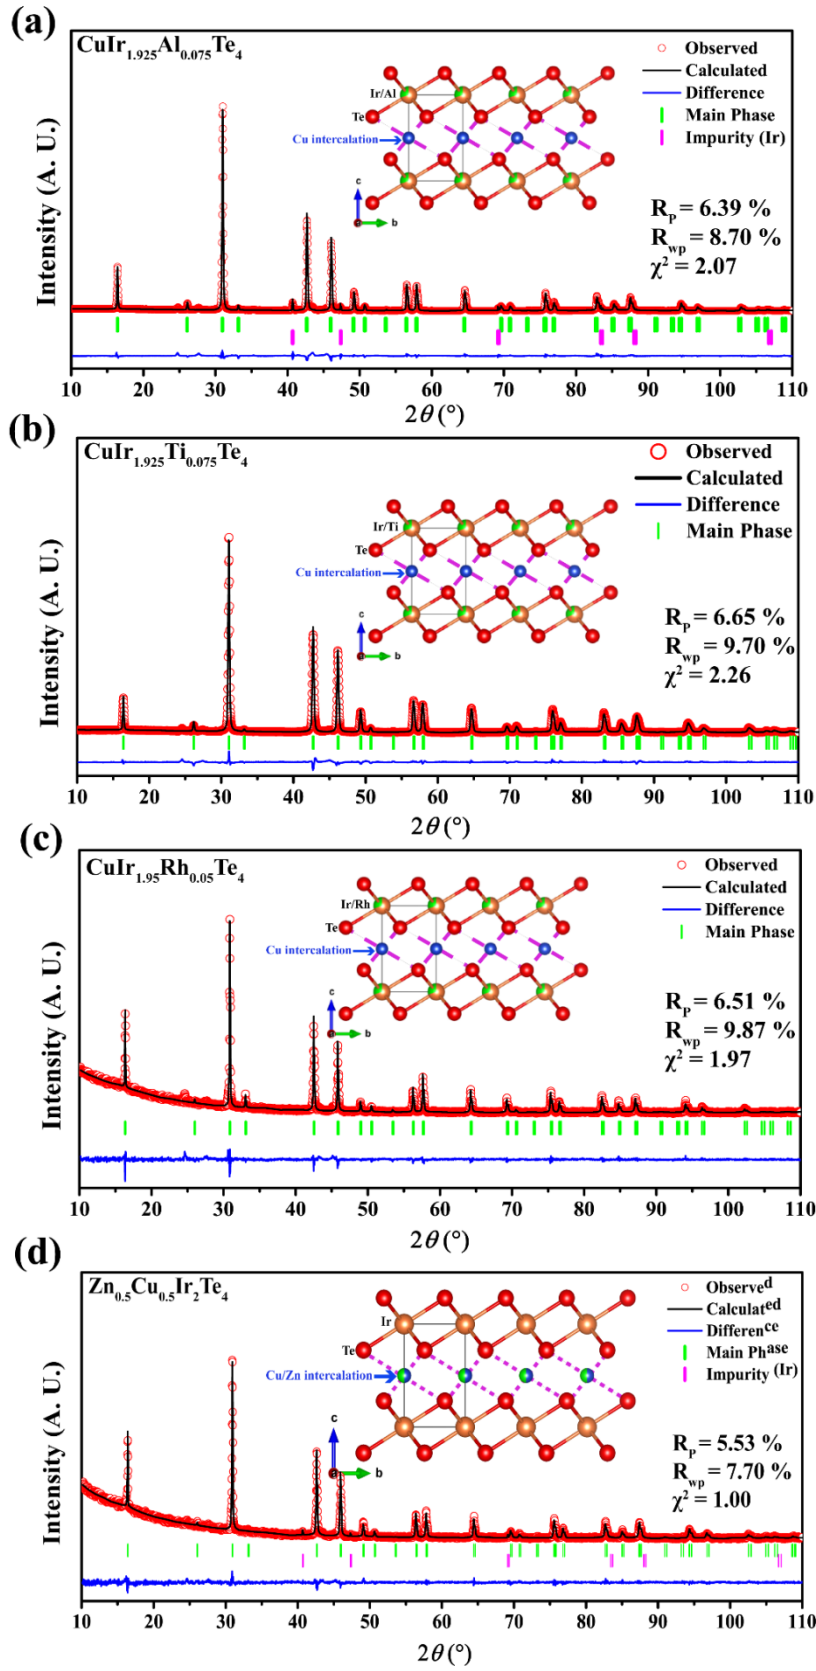 (a)
CuIr1.925Al0.075Te4
Observed
Calculated
Difference
Main Phase
Impurity (Ir)
Ir/Al
Te
Cu intercalation
c
b
a
RP = 6.39 %
Rwp = 8.70 %
χ2 = 2.07
Intensity (A. U.)
10 20 30 40 50 60 70 80 90 100 110
2θ (°)
(b)
CuIr1.925Ti0.075Te4
Observed
Calculated
Difference
Main Phase
Ir/Ti
Te
Cu intercalation
c
b
a
RP = 6.65 %
Rwp = 9.70 %
χ2 = 2.26
Intensity (A. U.)
10 20 30 40 50 60 70 80 90 100 110
2θ (°)
(c)
CuIr1.95Rh0.05Te4
Observed
Calculated
Difference
Main Phase
Ir/Rh
Te
Cu intercalation
c
b
a
RP = 6.51 %
Rwp = 9.87 %
χ2 = 1.97
Intensity (A. U.)
10 20 30 40 50 60 70 80 90 100 110
2θ (°)
(d)
Zn0.5Cu0.5Ir2Te4
Observed
Calculated
Difference
Main Phase
Impurity (Ir)
Ir
Te
Cu/Zn intercalation
c
b
a
RP = 5.53 %
Rwp = 7.70 %
χ2 = 1.00
Intensity (A. U.)
10 20 30 40 50 60 70 80 90 100 110
2θ (°)